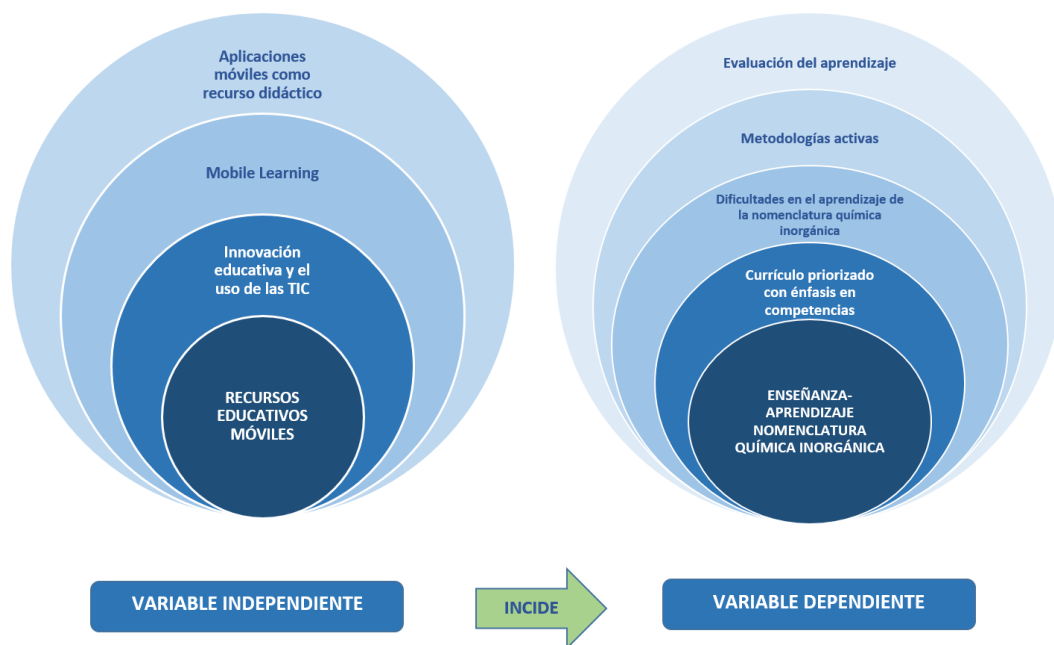 Aplicaciones
móviles como
recurso didáctico
Mobile Learning
Innovación
educativa y el
uso de las TIC
RECURSOS
EDUCATIVOS
MÓVILES
Evaluación del aprendizaje
Metodologías activas
Dificultades en el aprendizaje de
la nomenclatura química
inorgánica
Currículo priorizado
con énfasis en
competencias
ENSEÑANZA-
APRENDIZAJE
NOMENCLATURA
QUÍMICA INORGÁNICA
VARIABLE INDEPENDIENTE
INCIDE
VARIABLE DEPENDIENTE